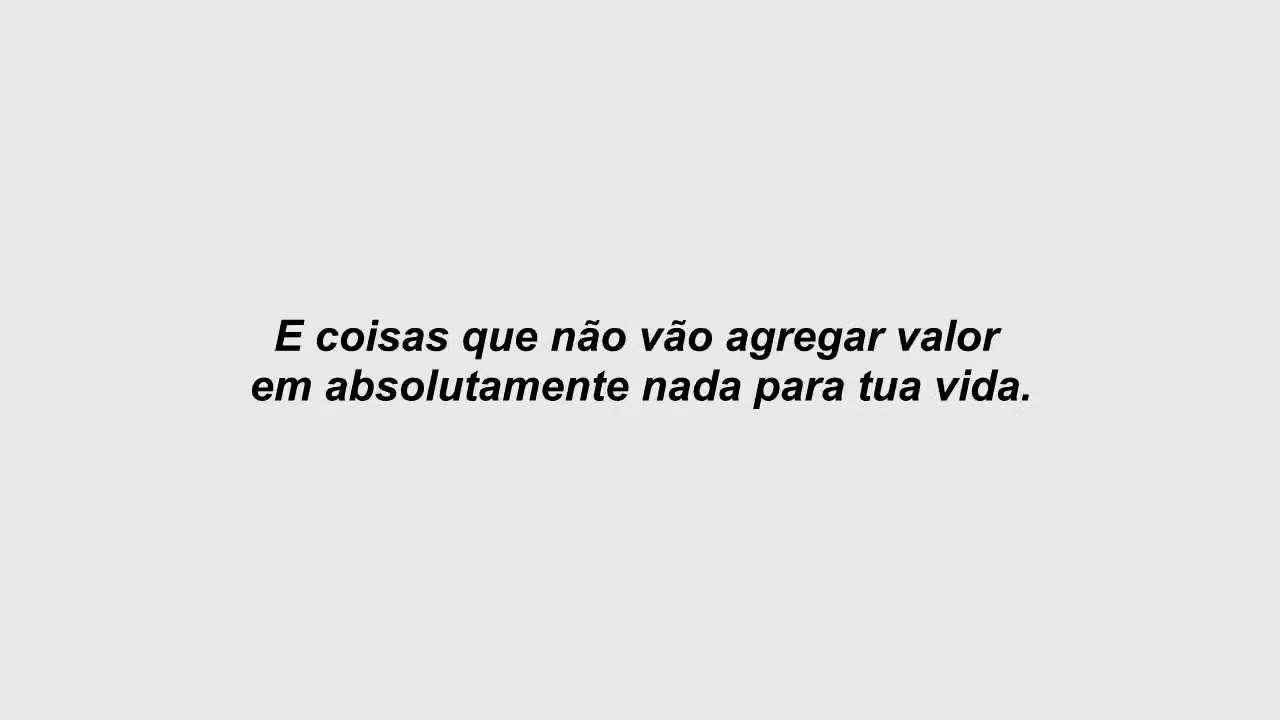 E coisas que não vão agregar valor
em absolutamente nada para tua vida.